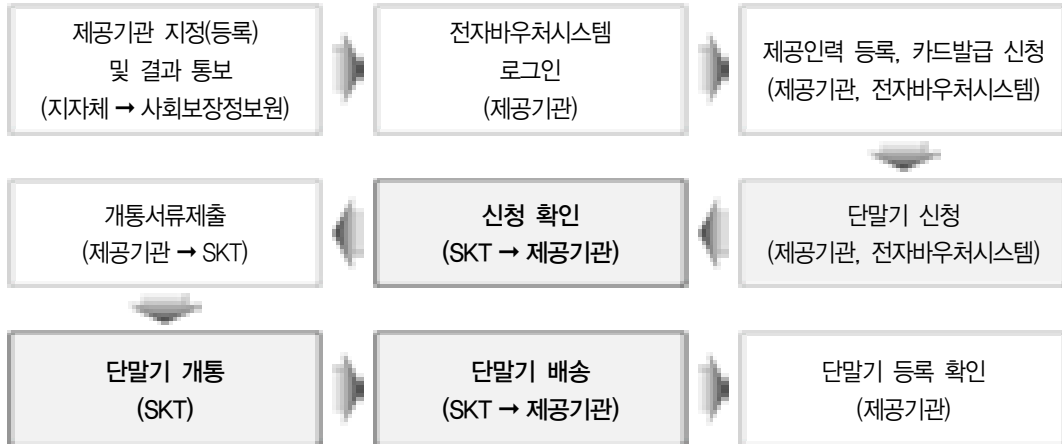 제공기관 지정(등록)
및 결과 통보
(지자체 → 사회보장정보원)
전자바우처시스템
로그인
(제공기관)
제공인력 등록, 카드발급 신청
(제공기관, 전자바우처시스템)
단말기 신청
(제공기관, 전자바우처시스템)
신청 확인
(SKT → 제공기관)
개통서류제출
(제공기관 → SKT)
단말기 개통
(SKT)
단말기 배송
(SKT → 제공기관)
단말기 등록 확인
(제공기관)